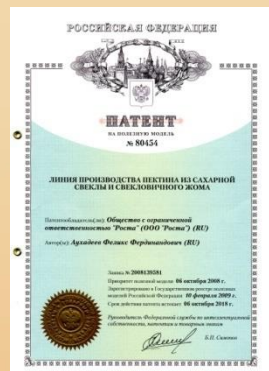 РОССИЙСКАЯ ФЕДЕРАЦИЯ
ПАТЕНТ
НА ПОЛЕЗНУЮ МОДЕЛЬ
№ 80454
ЛИНИЯ ПРОИЗВОДСТВА ПЕКТИНА ИЗ САХАРНОЙ
СВЕКЛЫ И СВЕКЛОВИЧНОГО ЖОМА
Патентообладатель(ли): Общество с ограниченной
ответственностью "Роста" (ООО "Роста") (RU)
Автор(ы): Аухадеев Феликс Фердинандович (RU)
Заявка № 2008139581
Приоритет полезной модели 06 октября 2008 г.
Зарегистрировано в Государственном реестре полезных
моделей Российской Федерации 10 февраля 2009 г.
Срок действия патента истекает 06 октября 2018 г.
Руководитель Федеральной службы по интеллектуальной
собственности, патентам и товарным знакам
Б.П. Симонов